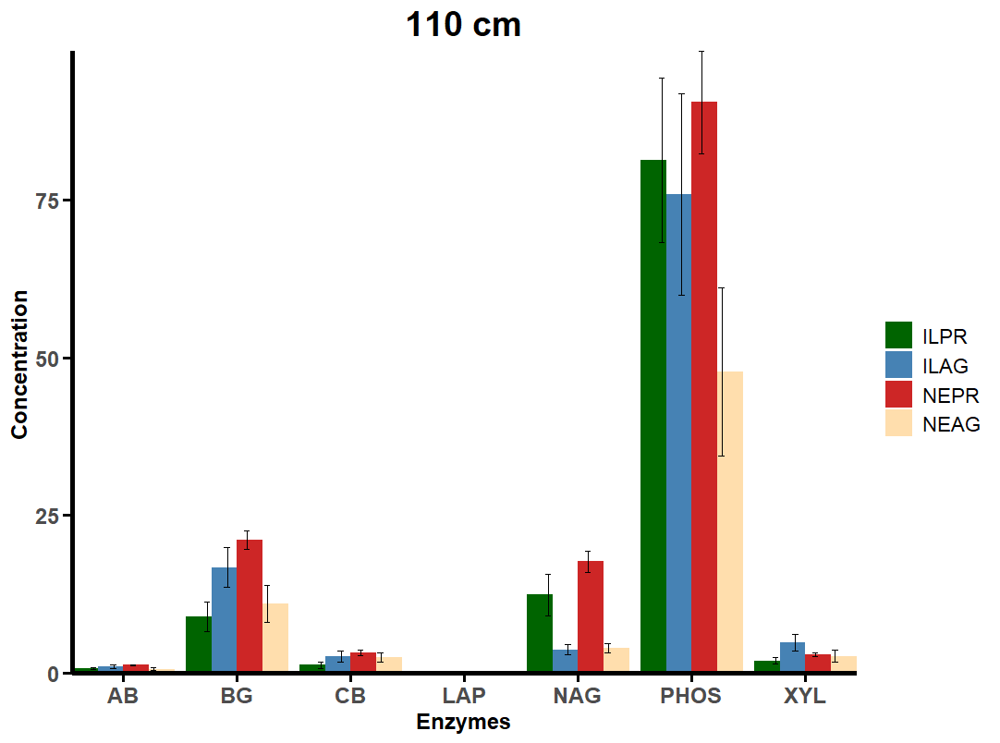 110 cm
Concentration
75
50
25
0
AB BG CB LAP NAG PHOS XYL
Enzymes
ILPR
ILAG
NEPR
NEAG